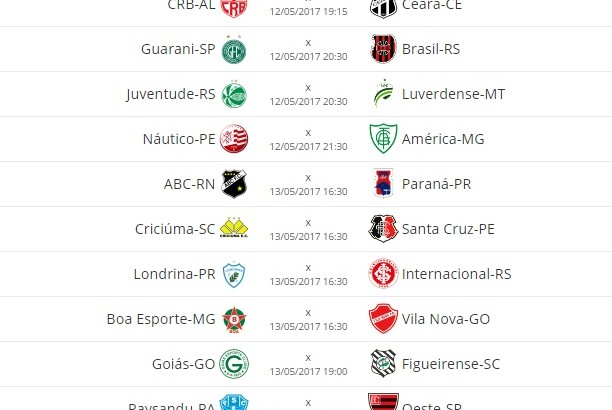 CRB-AL 12/05/2017 19:15 Ceará-CE
Guarani-SP x Brasil-RS
12/05/2017 20:30
Juventude-RS x Luverdense-MT
12/05/2017 20:30
Náutico-PE x América-MG
12/05/2017 21:30
ABC-RN x Paraná-PR
13/05/2017 16:30
Criciúma-SC x Santa Cruz-PE
13/05/2017 16:30
Londrina-PR x Internacional-RS
13/05/2017 16:30
Boa Esporte-MG x Vila Nova-GO
13/05/2017 16:30
Goiás-GO x Figueirense-SC
13/05/2017 19:00
Paysandu-PA x Oeste-SP